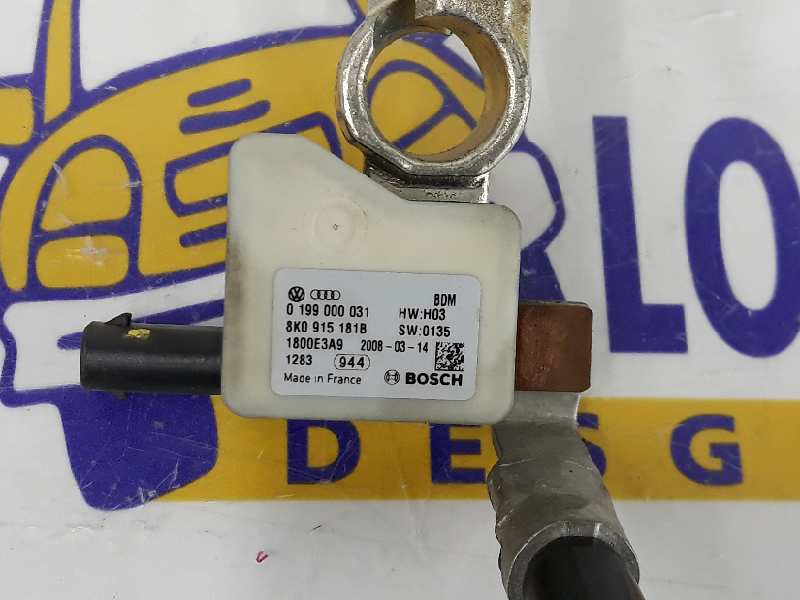 LO
BDM
0 199 000 031 HW:H03
8K0 915 181B SW:0135
1800E3A9 2008-03-14
1283 944
Made in France BOSCH
DESG